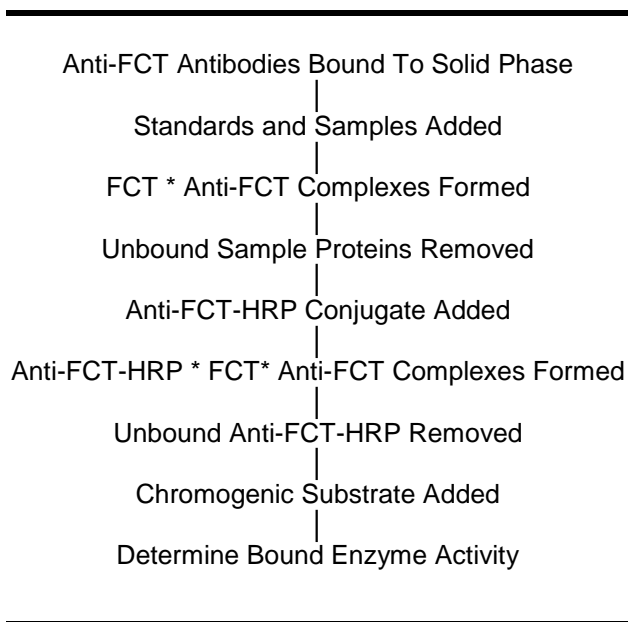 Anti-FCT Antibodies Bound To Solid Phase
Standards and Samples Added
FCT * Anti-FCT Complexes Formed
Unbound Sample Proteins Removed
Anti-FCT-HRP Conjugate Added
Anti-FCT-HRP * FCT* Anti-FCT Complexes Formed
Unbound Anti-FCT-HRP Removed
Chromogenic Substrate Added
Determine Bound Enzyme Activity